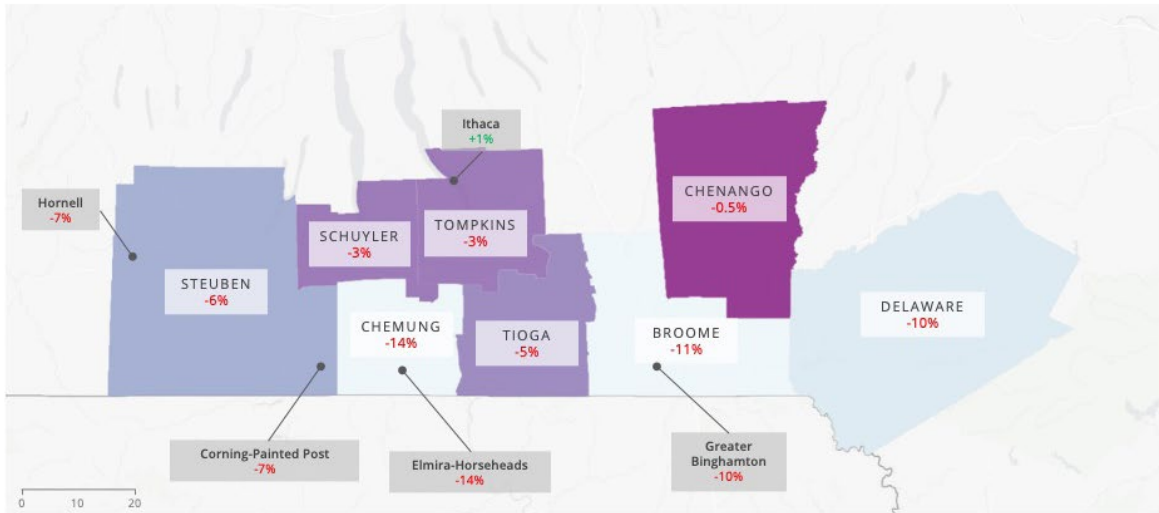 Ithaca
+1%
CHENANGO
-0.5%
Hornell
-7%
SCHUYLER
-3%
TOMPKINS
-3%
STEUBEN
-6%
CHEMUNG
-14%
TIOGA
-5%
BROOME
-11%
DELAWARE
-10%
Corning-Painted Post
-7%
Elmira-Horseheads
-14%
Greater
Binghamton
-10%
0 10 20